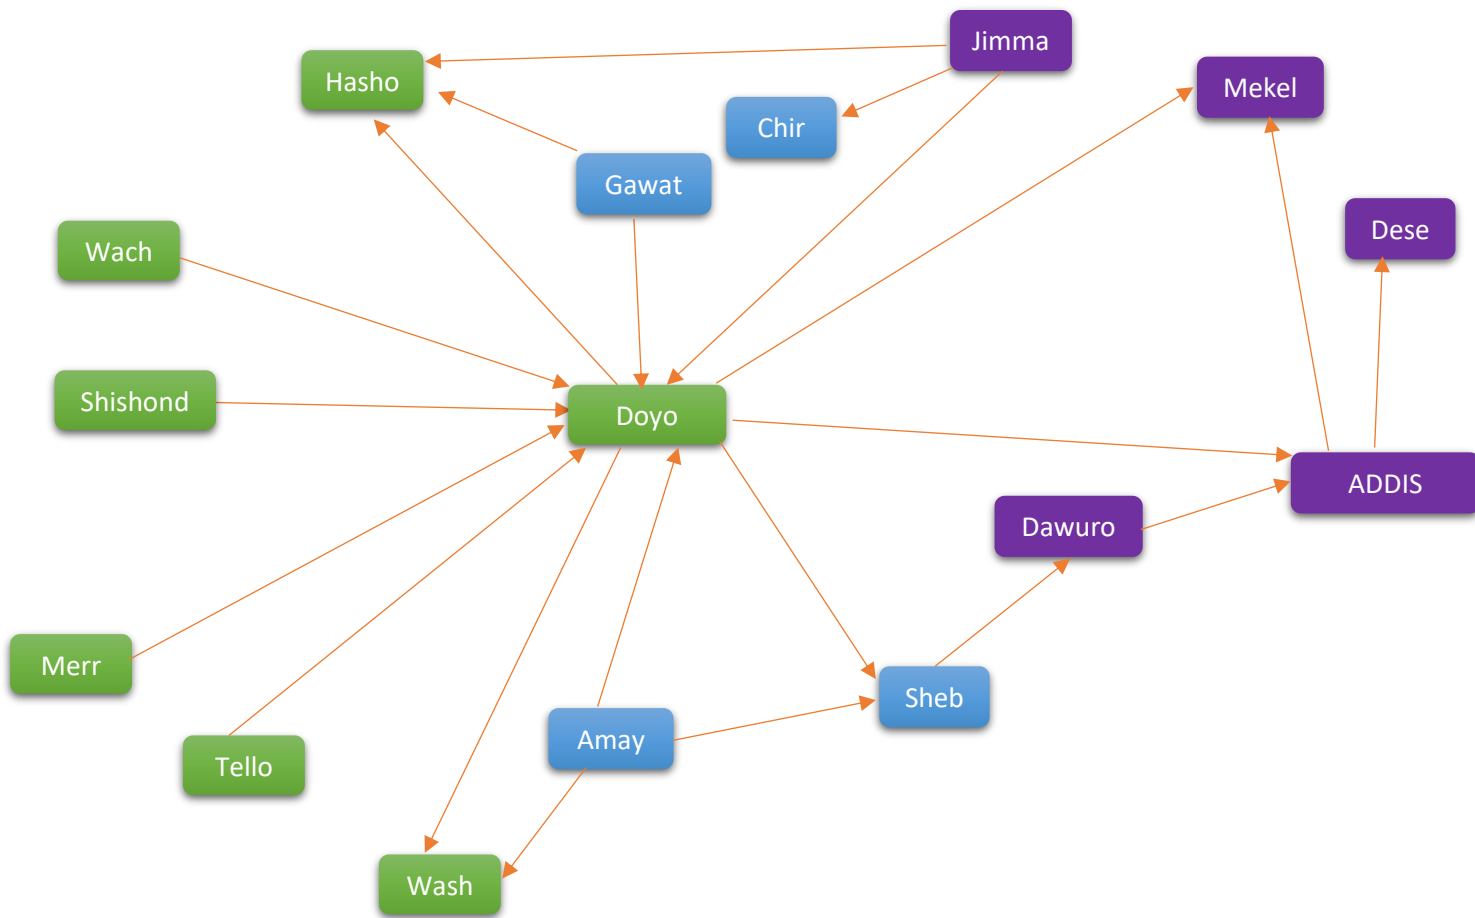 Jimma
Hasho
Mekel
Chir
Gawat
Dese
Wach
Shishond
Doyo
ADDIS
Dawuro
Merr
Sheb
Amay
Tello
Wash